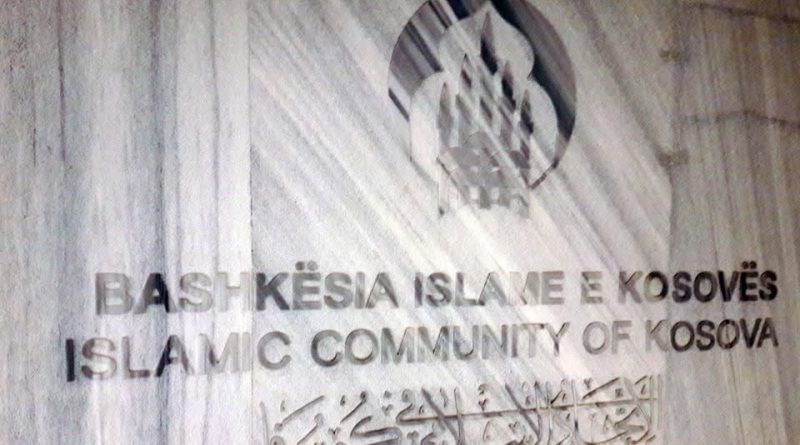 BASHKËSIA ISLAME E KOSOVËS
ISLAMIC COMMUNITY OF KOSOVA